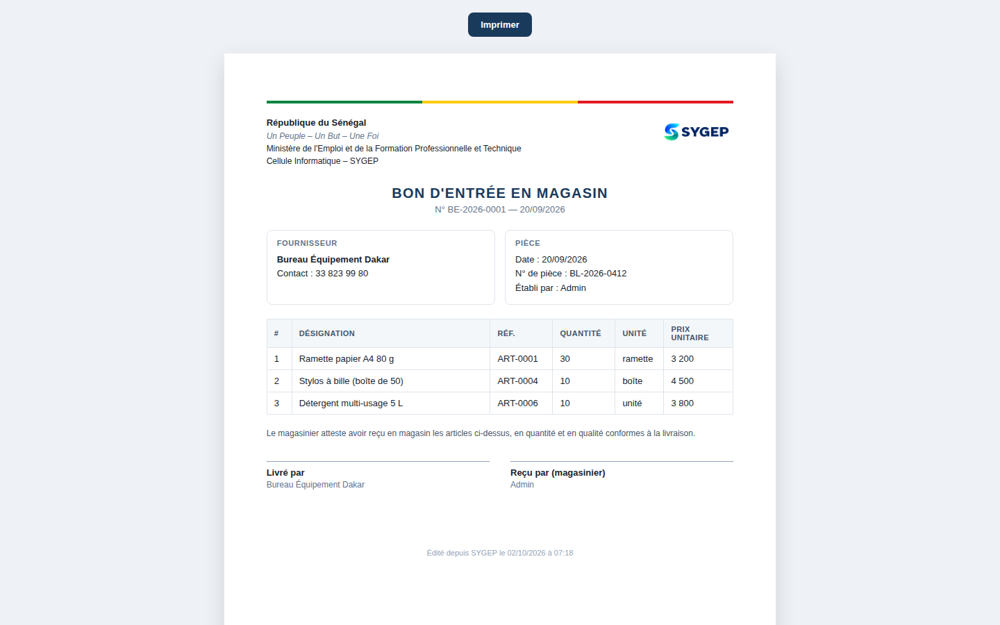 Imprimer
République du Sénégal
Un Peuple – Un But – Une Foi
Ministère de l'Emploi et de la Formation Professionnelle et Technique
Cellule Informatique – SYGEP
SYGEP
BON D'ENTRÉE EN MAGASIN
N° BE-2026-0001 — 20/09/2026
FOURNISSEUR
Bureau Équipement Dakar
Contact : 33 823 99 80
PIÈCE
Date : 20/09/2026
N° de pièce : BL-2026-0412
Établi par : Admin
# DÉSIGNATION RÉF. QUANTITÉ UNITÉ PRIX UNITAIRE
1 Ramette papier A4 80 g ART-0001 30 ramette 3 200
2 Stylos à bille (boîte de 50) ART-0004 10 boîte 4 500
3 Détergent multi-usage 5 L ART-0006 10 unité 3 800
Le magasinier atteste avoir reçu en magasin les articles ci-dessus, en quantité et en qualité conformes à la livraison.
Livré par
Bureau Équipement Dakar
Reçu par (magasinier)
Admin
Édité depuis SYGEP le 02/10/2026 à 07:18